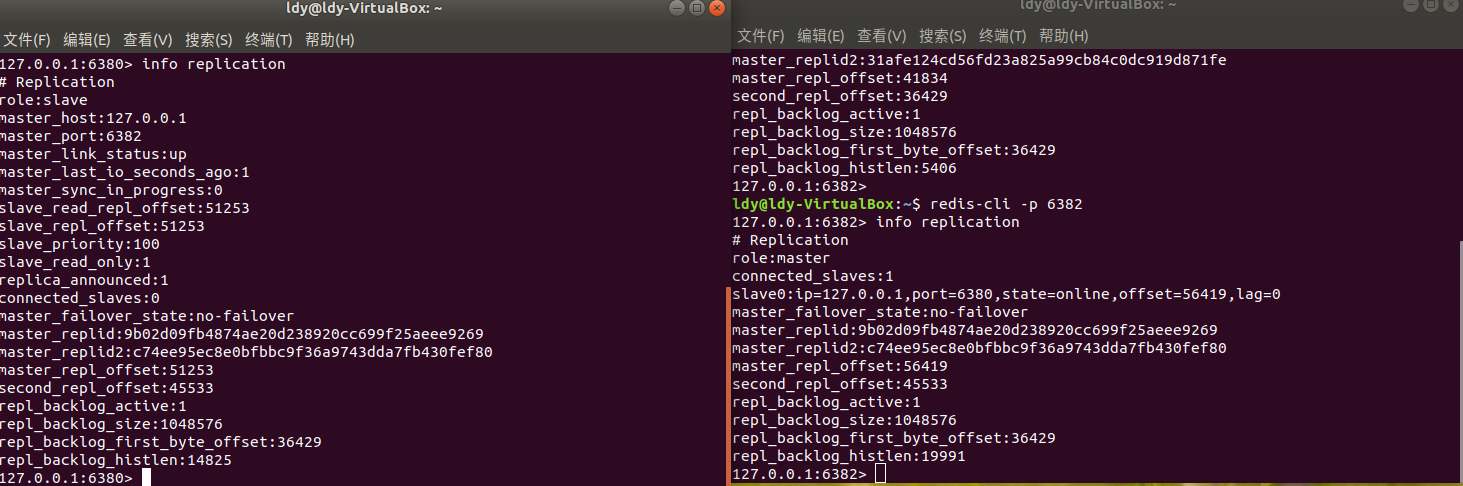 ldy@ldy-VirtualBox: ~
文件(F) 编辑(E) 查看(V) 搜索(S) 终端(T) 帮助(H)
127.0.0.1:6380> info replication
# Replication
role:slave
master_host:127.0.0.1
master_port:6382
master_link_status:up
master_last_io_seconds_ago:1
master_sync_in_progress:0
slave_read_repl_offset:51253
slave_repl_offset:51253
slave_priority:100
slave_read_only:1
replica_announced:1
connected_slaves:0
master_failover_state:no-failover
master_replid:9b02d09fb4874ae20d238920cc699f25aeee9269
master_replid2:c74ee95ec8e0bfbbc9f36a9743dda7fb430fef80
master_repl_offset:51253
second_repl_offset:45533
repl_backlog_active:1
repl_backlog_size:1048576
repl_backlog_first_byte_offset:36429
repl_backlog_histlen:14825
127.0.0.1:6380>
ldy@ldy-VirtualBox: ~
文件(F) 编辑(E) 查看(V) 搜索(S) 终端(T) 帮助(H)
master_replid2:31afe124cd56fd23a825a99cb84c0dc919d871fe
master_repl_offset:41834
second_repl_offset:36429
repl_backlog_active:1
repl_backlog_size:1048576
repl_backlog_first_byte_offset:36429
repl_backlog_histlen:5406
127.0.0.1:6382>
ldy@ldy-VirtualBox:~$ redis-cli -p 6382
127.0.0.1:6382> info replication
# Replication
role:master
connected_slaves:1
slave0:ip=127.0.0.1,port=6380,state=online,offset=56419,lag=0
master_failover_state:no-failover
master_replid:9b02d09fb4874ae20d238920cc699f25aeee9269
master_replid2:c74ee95ec8e0bfbbc9f36a9743dda7fb430fef80
master_repl_offset:56419
second_repl_offset:45533
repl_backlog_active:1
repl_backlog_size:1048576
repl_backlog_first_byte_offset:36429
repl_backlog_histlen:19991
127.0.0.1:6382>